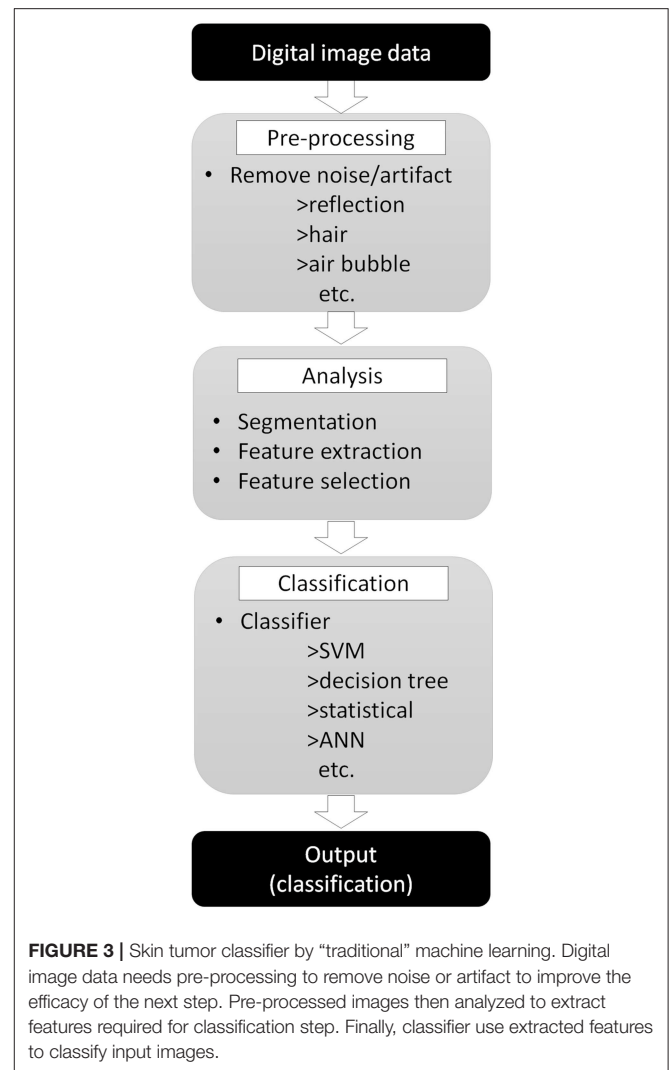 Digital image data
Pre-processing
• Remove noise/artifact
>reflection
>hair
>air bubble
etc.
Analysis
• Segmentation
• Feature extraction
• Feature selection
Classification
• Classifier
>SVM
>decision tree
>statistical
>ANN
etc.
Output
(classification)
FIGURE 3 | Skin tumor classifier by “traditional” machine learning. Digital
image data needs pre-processing to remove noise or artifact to improve the
efficacy of the next step. Pre-processed images then analyzed to extract
features required for classification step. Finally, classifier use extracted features
to classify input images.